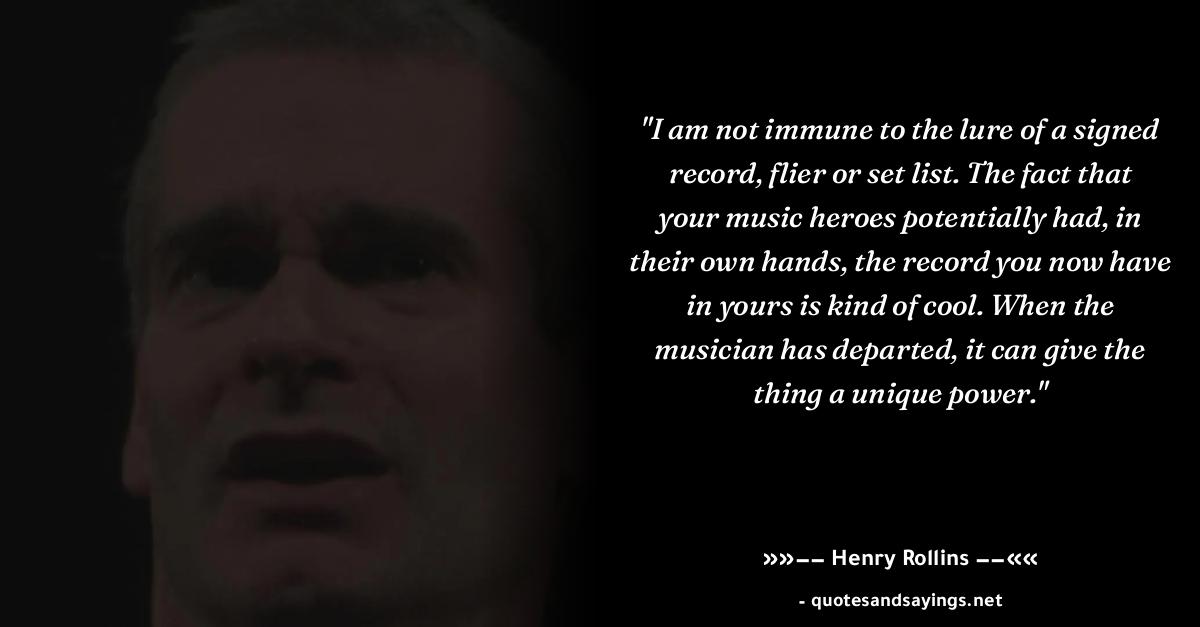 "I am not immune to the lure of a signed
record, flier or set list. The fact that
your music heroes potentially had, in
their own hands, the record you now have
in yours is kind of cool. When the
musician has departed, it can give the
thing a unique power."
»»–– Henry Rollins ––««
- quotesandsayings.net